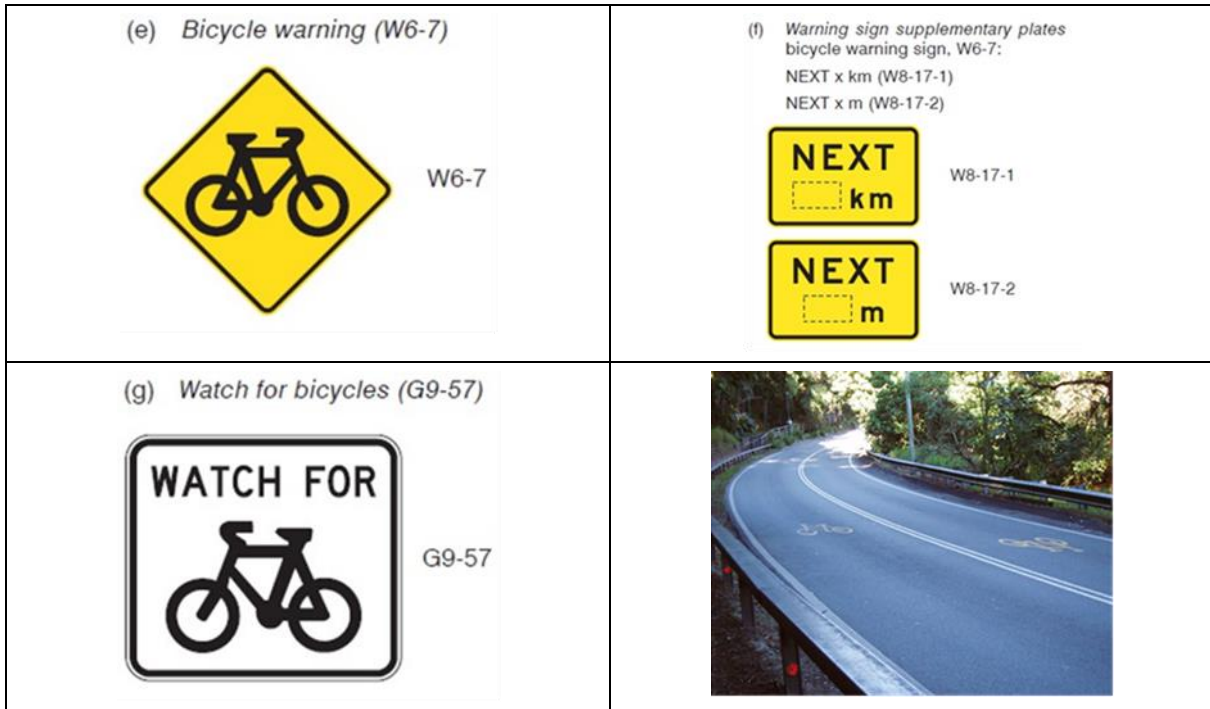 (e) Bicycle warning (W6-7)
W6-7
(f) Warning sign supplementary plates
bicycle warning sign, W6-7:
NEXT x km (W8-17-1)
NEXT x m (W8-17-2)
NEXT
km
W8-17-1
NEXT
m
W8-17-2
(g) Watch for bicycles (G9-57)
WATCH FOR
G9-57